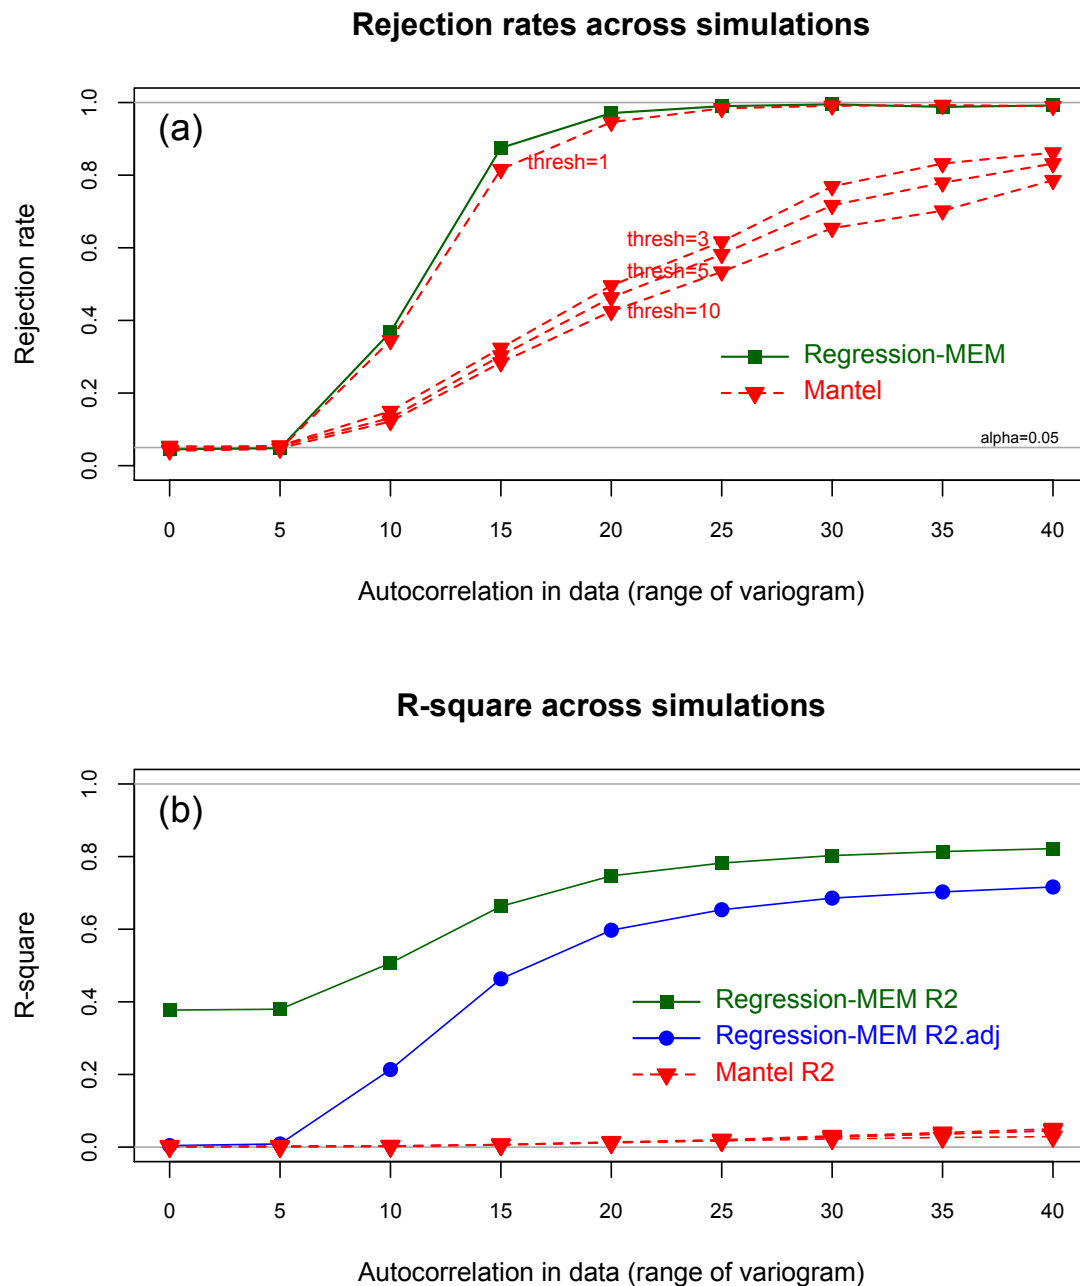 Rejection rates across simulations
1.0
(a)
thresh=1
0.8
thresh=3
0.6
thresh=5
thresh=10
0.4
Regression-MEM
Mantel
0.2
alpha=0.05
0.0
Rejection rate
0 5 10 15 20 25 30 35 40
Autocorrelation in data (range of variogram)
R-square across simulations
1.0
(b)
0.8
0.6
0.4
Regression-MEM R2
Regression-MEM R2.adj
0.2
Mantel R2
0.0
R-square
0 5 10 15 20 25 30 35 40
Autocorrelation in data (range of variogram)